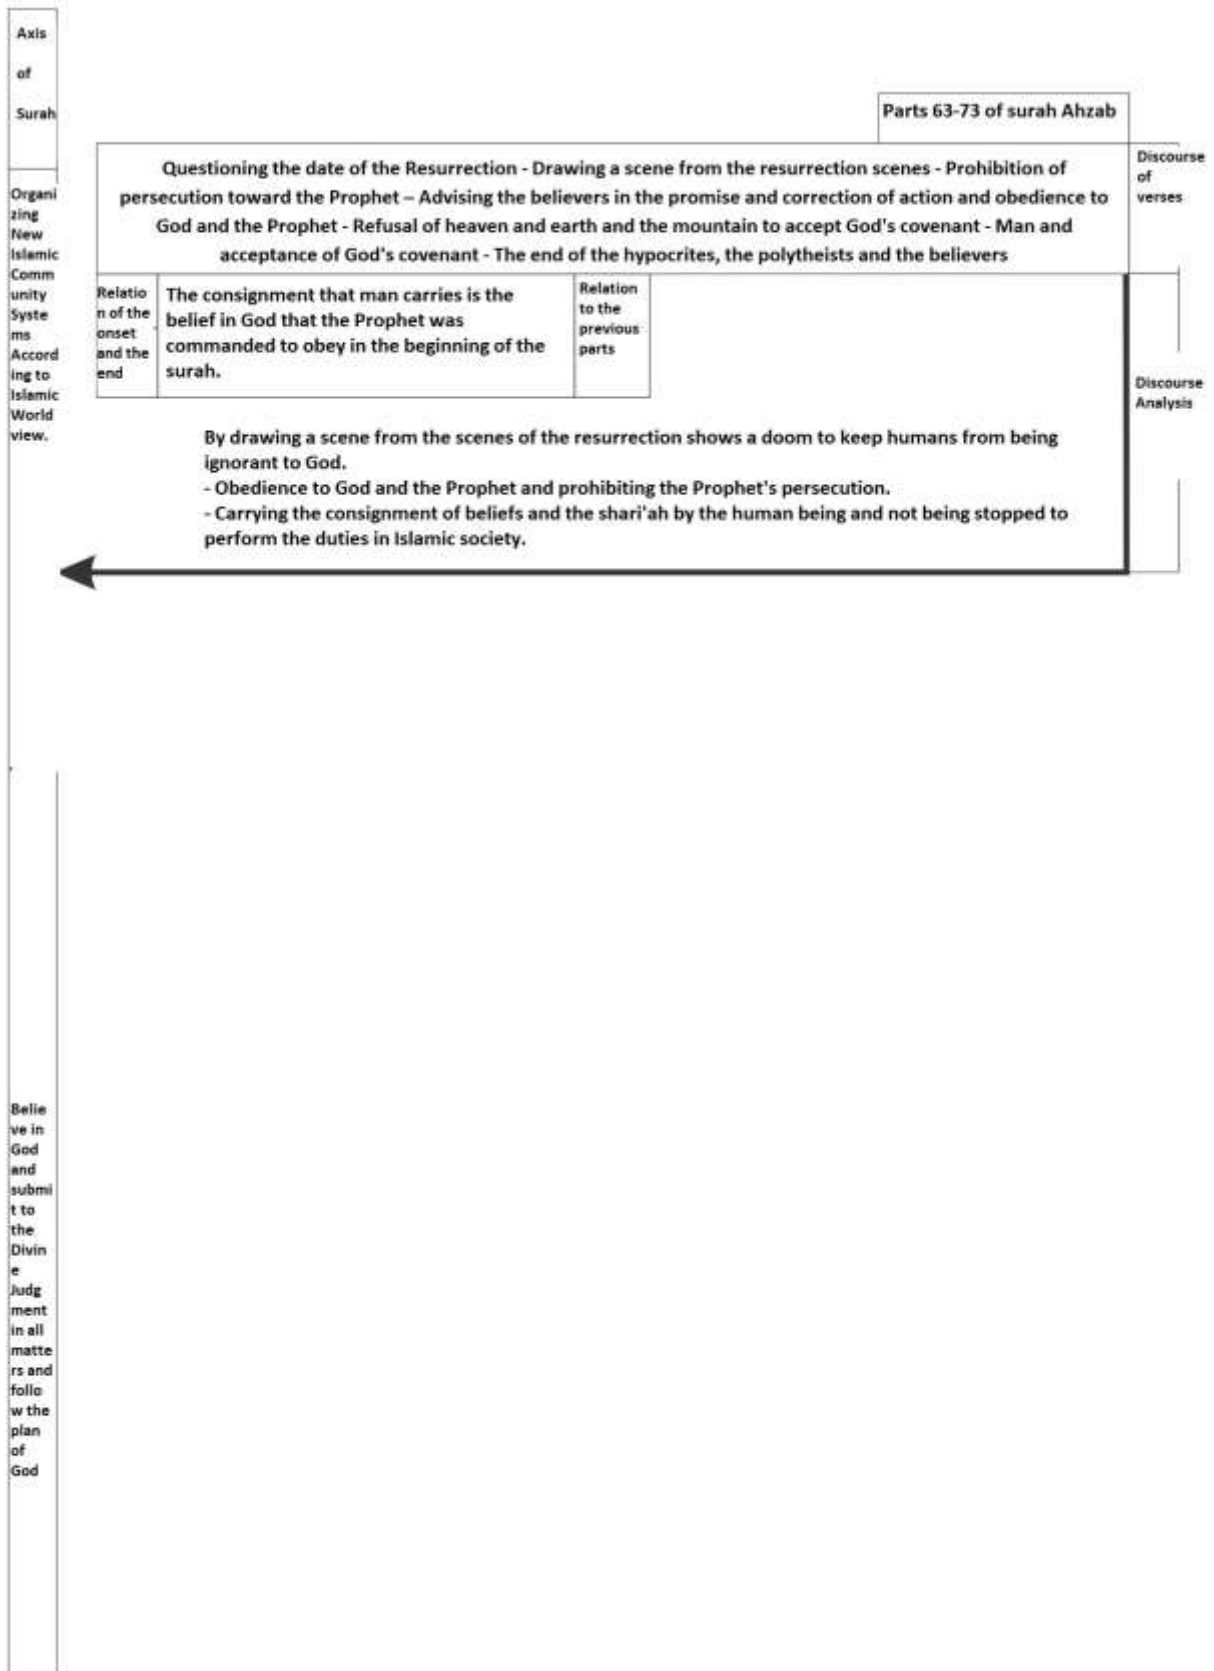 Axis
of
Surah
Parts 63-73 of surah Ahzab
Questioning the date of the Resurrection - Drawing a scene from the resurrection scenes - Prohibition of
persecution toward the Prophet – Advising the believers in the promise and correction of action and obedience to
God and the Prophet - Refusal of heaven and earth and the mountain to accept God's covenant - Man and
acceptance of God's covenant - The end of the hypocrites, the polytheists and the believers
Discourse
of
verses
Organi
zing
New
Islamic
Comm
unity
Syste
ms
Accord
ing to
Islamic
World
view.
Relatio
n of the
onset
and the
end
The consignment that man carries is the
belief in God that the Prophet was
commanded to obey in the beginning of the
surah.
Relation
to the
previous
parts
Discourse
Analysis
By drawing a scene from the scenes of the resurrection shows a doom to keep humans from being
ignorant to God.
- Obedience to God and the Prophet and prohibiting the Prophet's persecution.
- Carrying the consignment of beliefs and the shari'ah by the human being and not being stopped to
perform the duties in Islamic society.
Belie
ve in
God
and
submi
t to
the
Divin
e
Judg
ment
in all
matte
rs and
follo
w the
plan
of
God